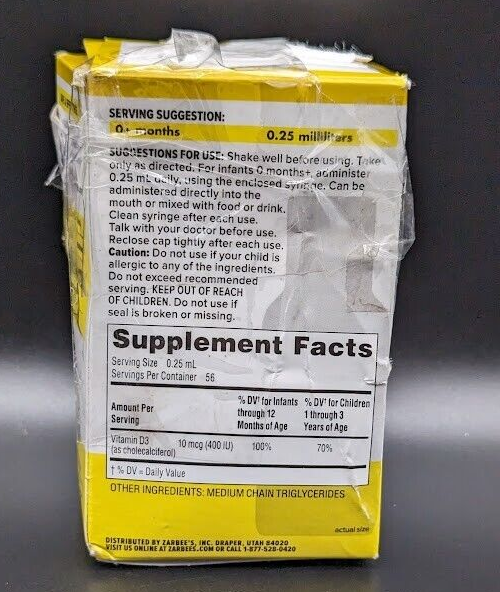 SERVING SUGGESTION:
0+ months 0.25 milliliters
SUGGESTIONS FOR USE: Shake well before using. Take
only as directed. For infants 0 months+, administer
0.25 mL daily, using the enclosed syringe. Can be
administered directly into the
mouth or mixed with food or drink.
Clean syringe after each use.
Talk with your doctor before use.
Reclose cap tightly after each use.
Caution: Do not use if your child is
allergic to any of the ingredients.
Do not exceed recommended
serving. KEEP OUT OF REACH
OF CHILDREN. Do not use if
seal is broken or missing.
Supplement Facts
Serving Size 0.25 mL
Servings Per Container 56
Amount Per
Serving
% DV† for Infants
through 12
Months of Age
% DV† for Children
1 through 3
Years of Age
Vitamin D3
(as cholecalciferol)
10 mcg (400 IU) 100% 70%
† % DV = Daily Value
OTHER INGREDIENTS: MEDIUM CHAIN TRIGLYCERIDES
actual size
DISTRIBUTED BY ZARBEE'S, INC. DRAPER, UTAH 84020
VISIT US ONLINE AT ZARBEES.COM OR CALL 1-877-528-0420